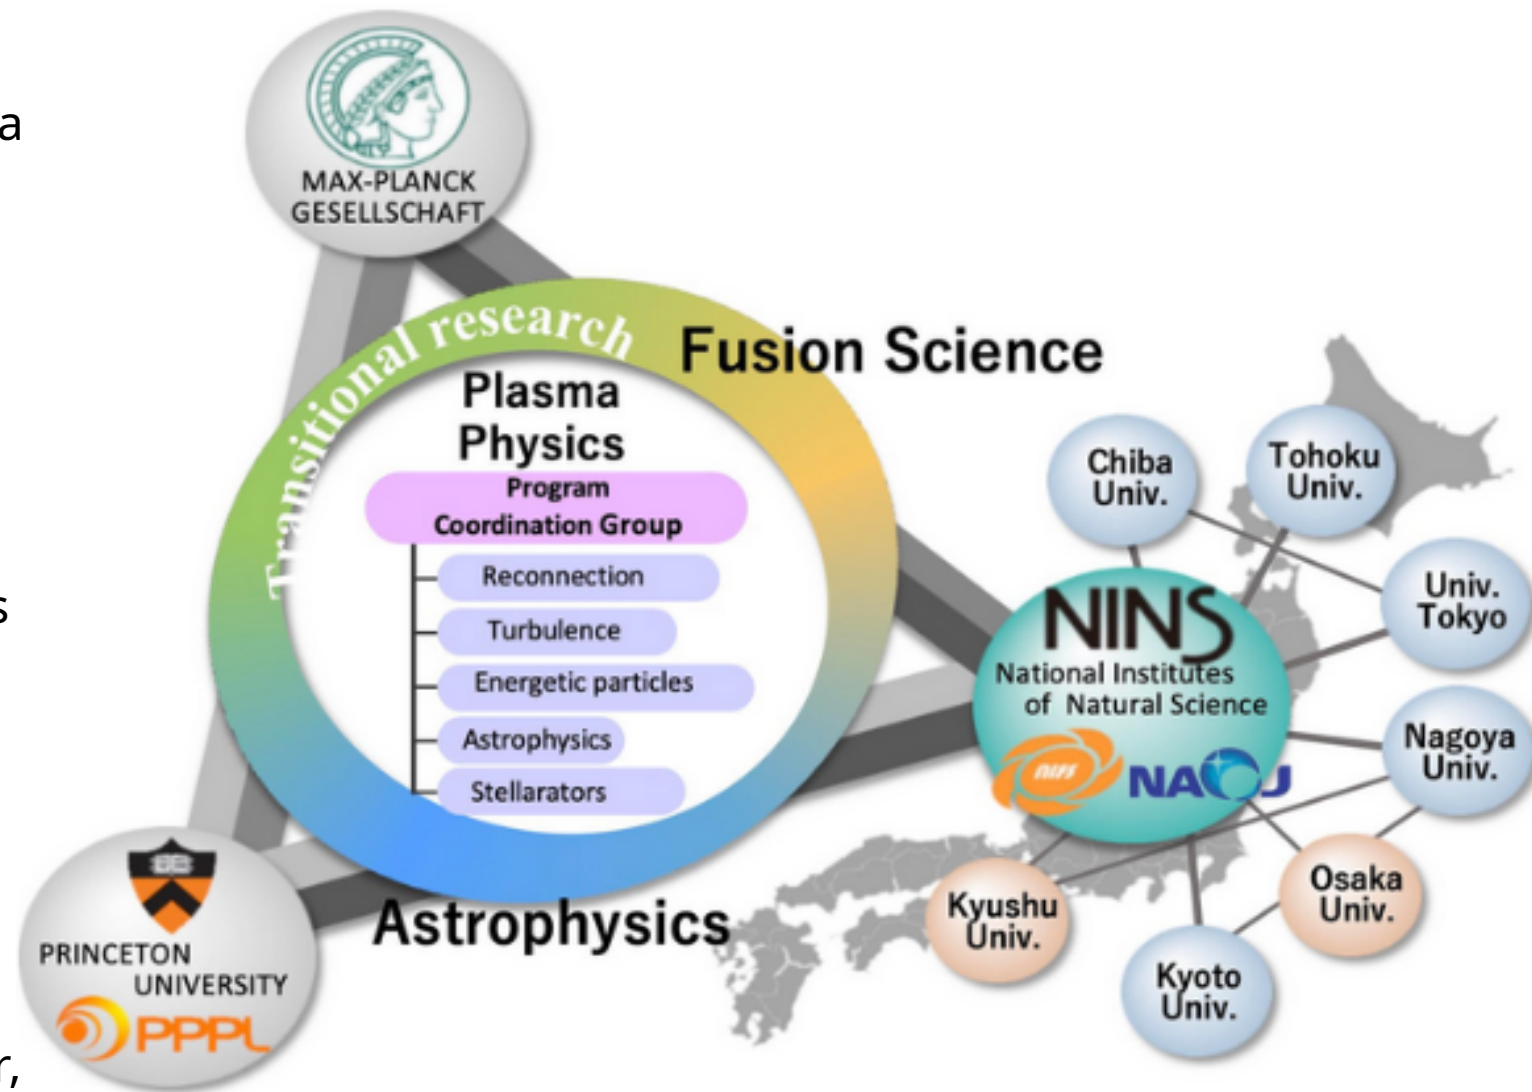 a
s
r,
MAX-PLANCK
GESELLSCHAFT
Transitional research
Fusion Science
Plasma
Physics
Program
Coordination Group
Reconnection
Turbulence
Energetic particles
Astrophysics
Stellarators
Astrophysics
PRINCETON
UNIVERSITY
PPPL
NINS
National Institutes
of Natural Science
NIFS
NAOJ
Chiba
Univ.
Tohoku
Univ.
Univ.
Tokyo
Nagoya
Univ.
Osaka
Univ.
Kyushu
Univ.
Kyoto
Univ.